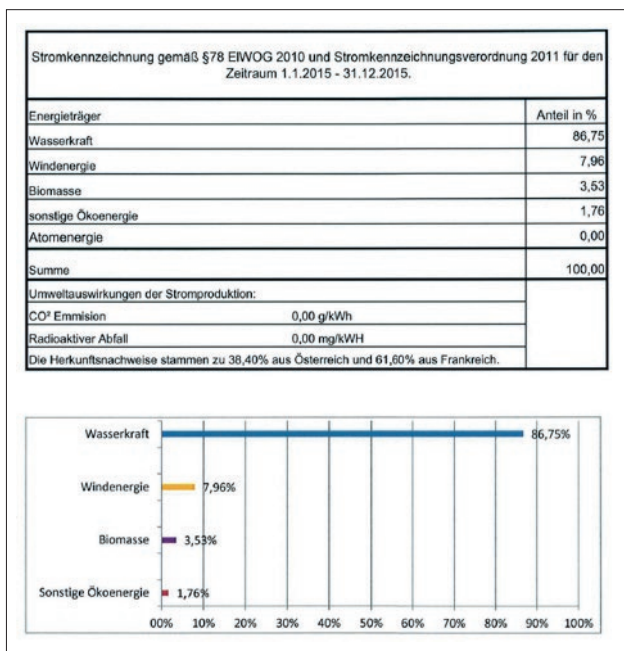 Stromkennzeichnung gemäß §78 ElWOG 2010 und Stromkennzeichnungsverordnung 2011 für den
Zeitraum 1.1.2015 - 31.12.2015.
Energieträger Anteil in %
Wasserkraft 86,75
Windenergie 7,96
Biomasse 3,53
sonstige Ökoenergie 1,76
Atomenergie 0,00
Summe 100,00
Umweltauswirkungen der Stromproduktion:
CO² Emmision 0,00 g/kWh
Radioaktiver Abfall 0,00 mg/kWH
Die Herkunftsnachweise stammen zu 38,40% aus Österreich und 61,60% aus Frankreich.
Wasserkraft 86,75%
Windenergie 7,96%
Biomasse 3,53%
Sonstige Ökoenergie 1,76%
00% 10% 20% 30% 40% 50% 60% 70% 80% 90% 100%